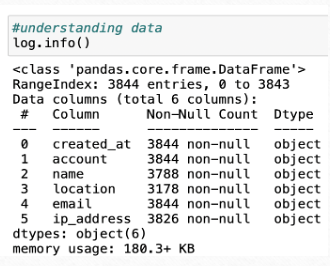 #understanding data
log.info()
<class 'pandas.core.frame.DataFrame'>
RangeIndex: 3844 entries, 0 to 3843
Data columns (total 6 columns):
 #   Column      Non-Null Count  Dtype
---  ------      --------------  -----
 0   created_at  3844 non-null   object
 1   account     3844 non-null   object
 2   name        3788 non-null   object
 3   location    3178 non-null   object
 4   email       3844 non-null   object
 5   ip_address  3826 non-null   object
dtypes: object(6)
memory usage: 180.3+ KB